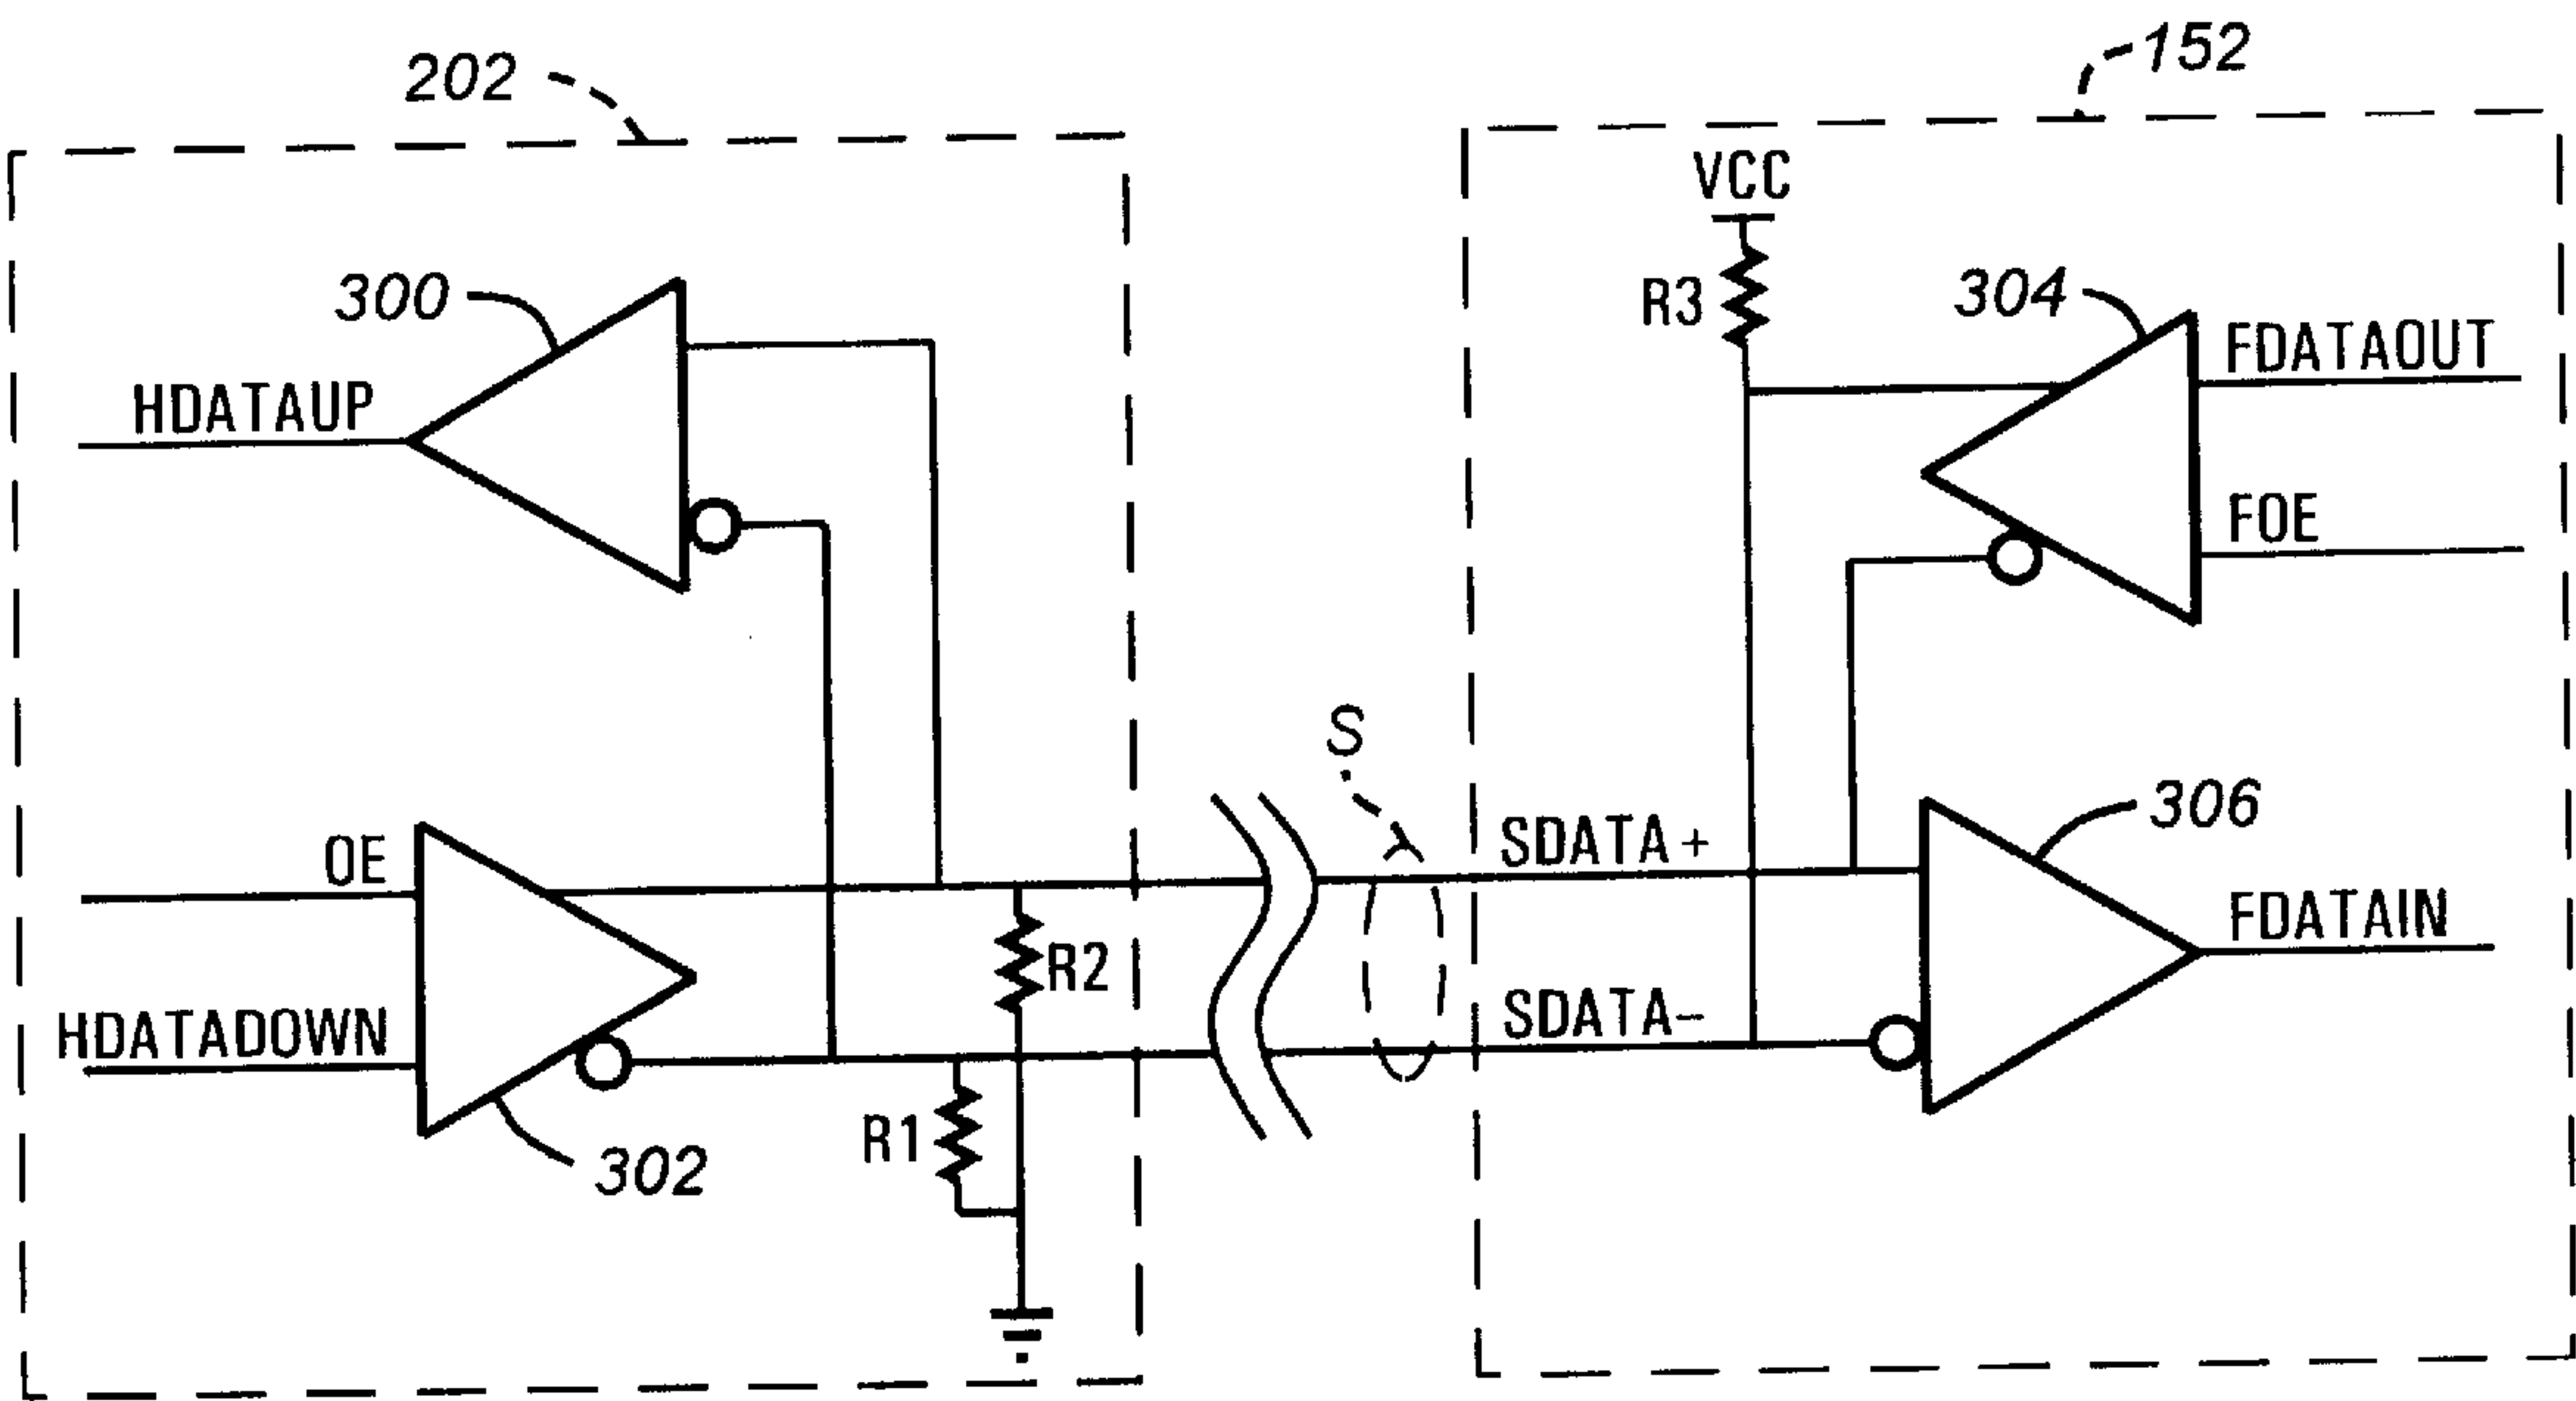 202
152
VCC
300
R3
304
FDATAOUT
HDATAUP
FOE
S
OE
SDATA+
306
R2
FDATAIN
HDATADOWN
SDATA-
R1
302